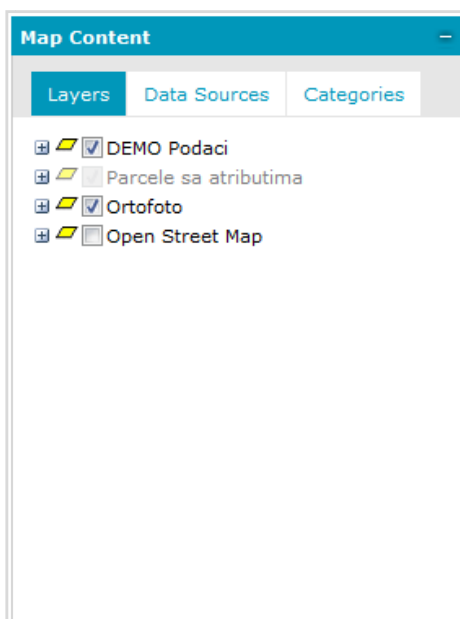 Map Content
Layers Data Sources Categories
DEMO Podaci
Parcele sa atributima
Ortofoto
Open Street Map